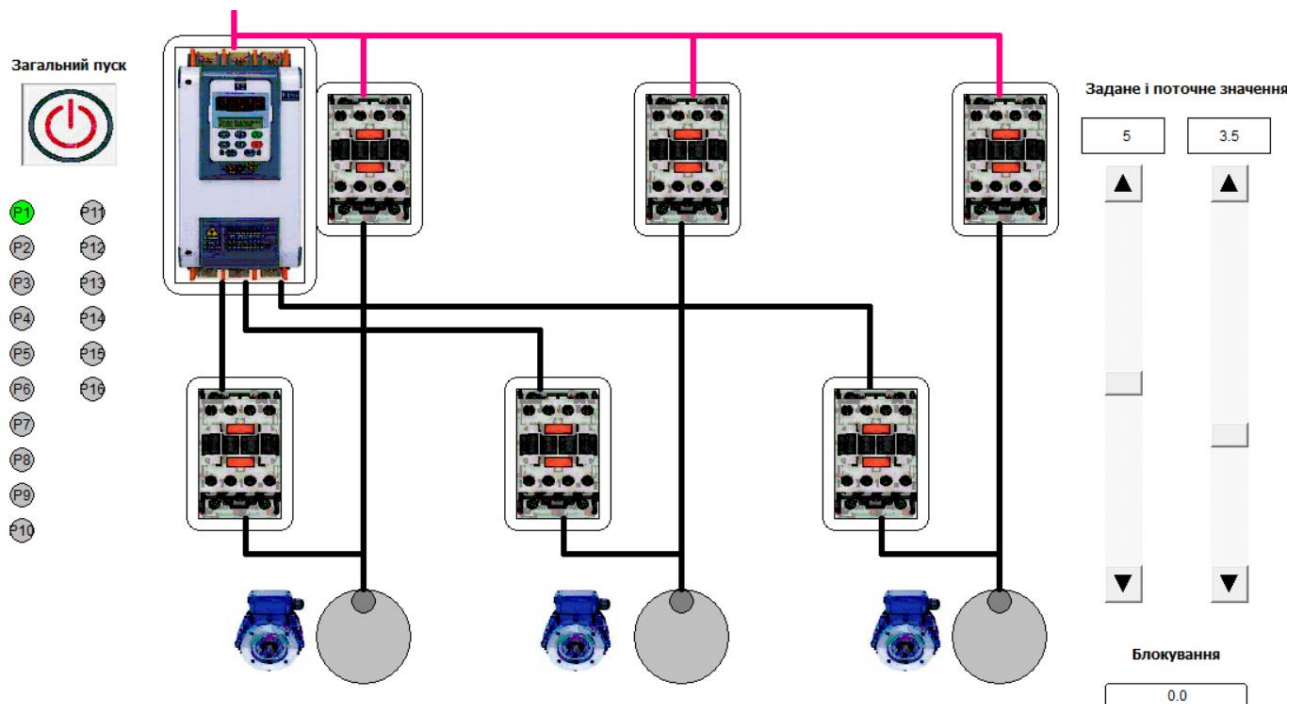 Загальний пуск
P1
P11
P2
P12
P3
P13
P4
P14
P5
P15
P6
P16
P7
P8
P9
P10
Задане і поточне значення
5
3.5
Блокування
0.0